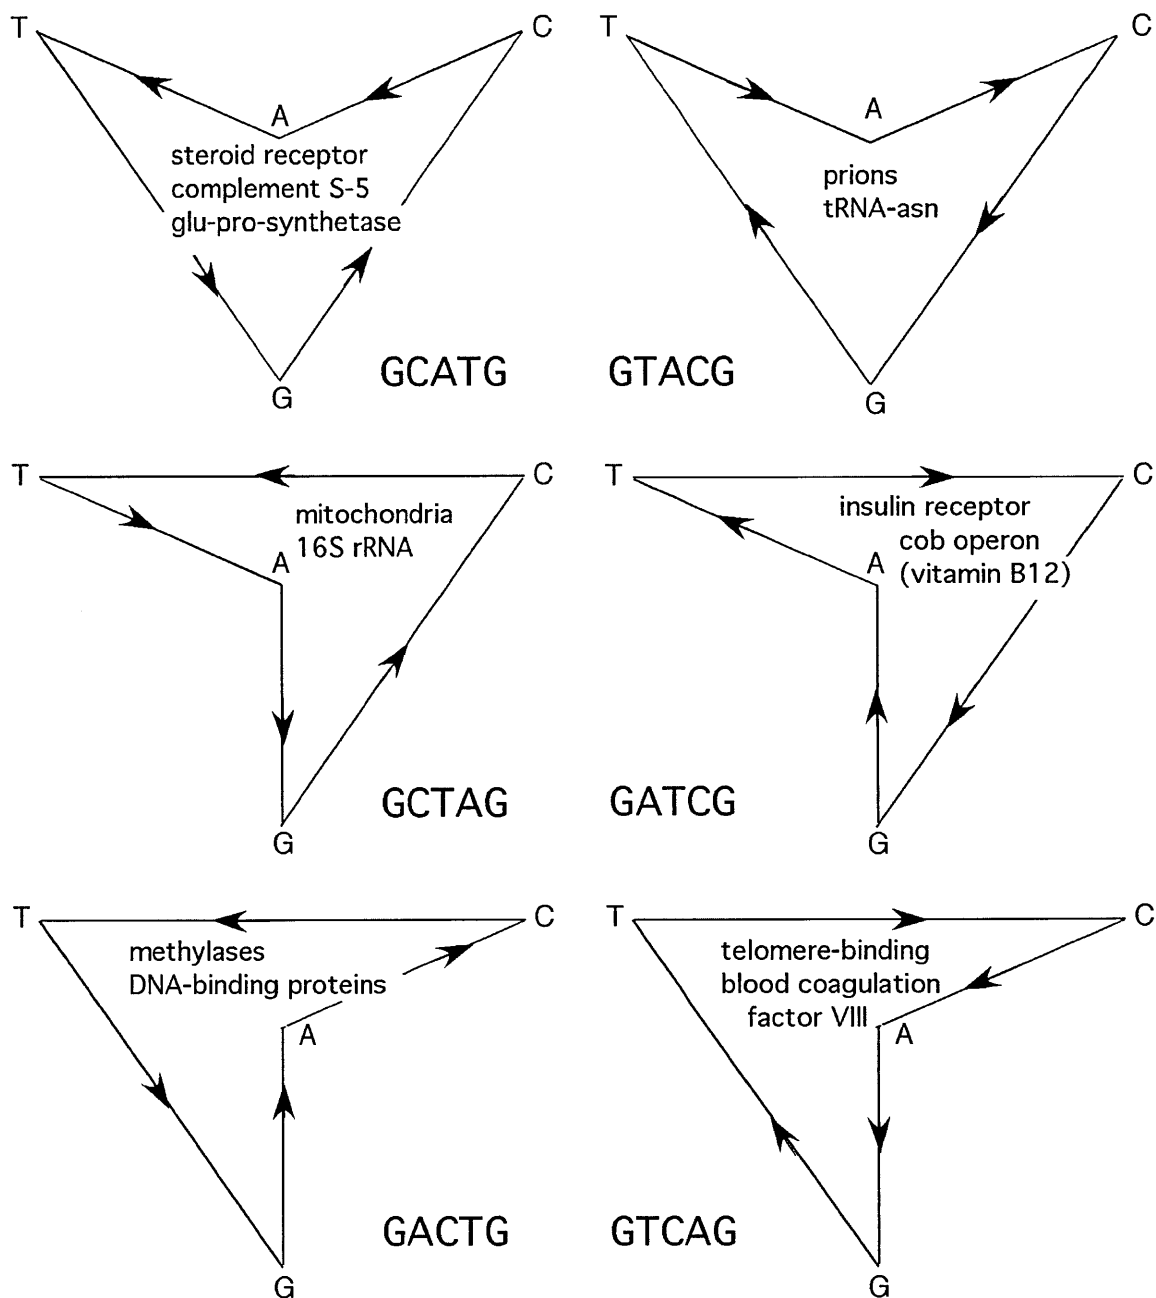 T
C
A
steroid receptor
complement S-5
glu-pro-synthetase
G
GCATG
T
C
A
prions
tRNA-asn
G
GTACG
T
C
mitochondria
16S rRNA
A
G
GCTAG
T
C
insulin receptor
cob operon
A
(vitamin B12)
G
GATCG
T
C
methylases
DNA-binding proteins
A
G
GACTG
T
C
telomere-binding
blood coagulation
factor VIII
A
G
GTCAG